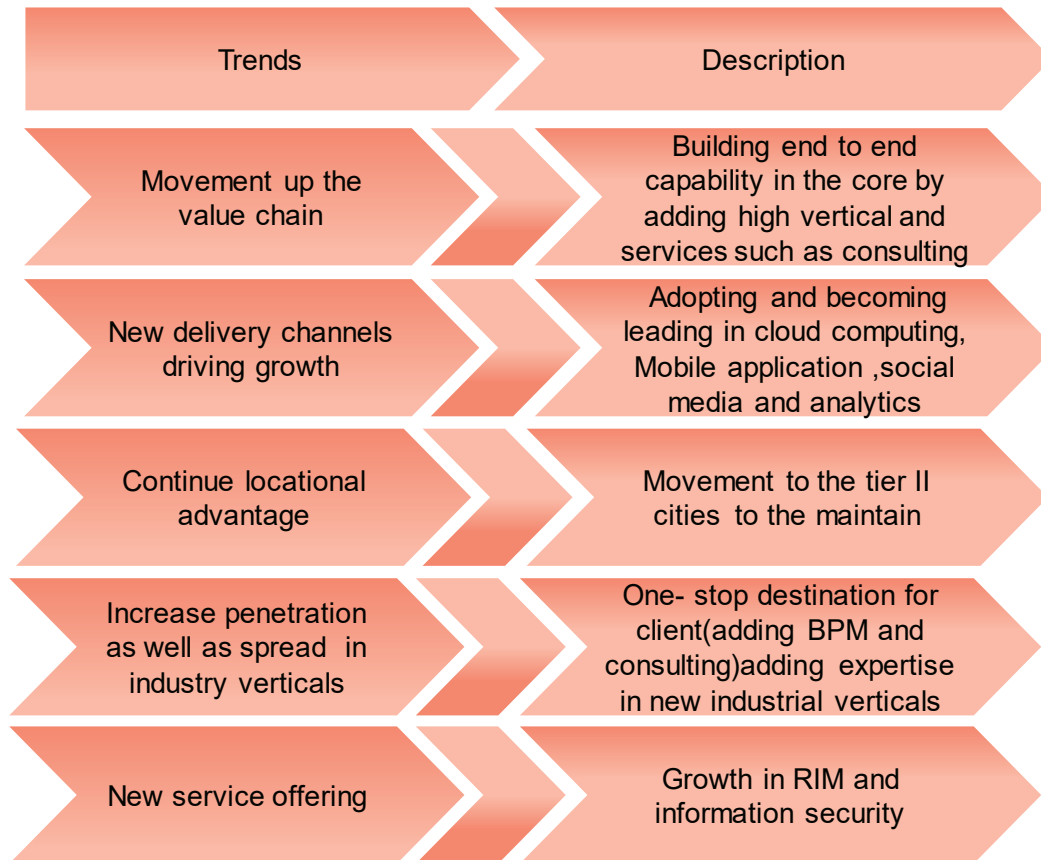 Trends
Description
Movement up the
value chain
Building end to end
capability in the core by
adding high vertical and
services such as consulting
New delivery channels
driving growth
Adopting and becoming
leading in cloud computing,
Mobile application ,social
media and analytics
Continue locational
advantage
Movement to the tier II
cities to the maintain
Increase penetration
as well as spread in
industry verticals
One- stop destination for
client(adding BPM and
consulting)adding expertise
in new industrial verticals
New service offering
Growth in RIM and
information security